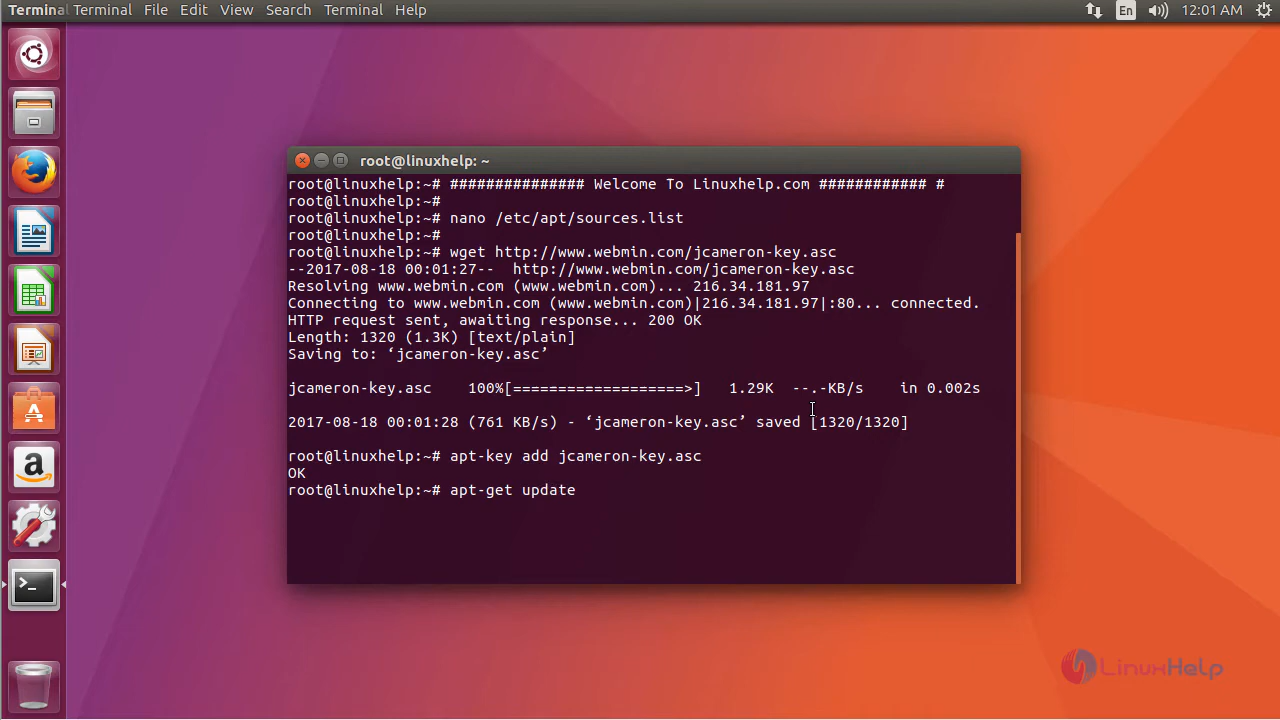 Terminal Terminal File Edit View Search Terminal Help En 12:01 AM
root@linuxhelp: ~
root@linuxhelp:~# ############### Welcome To Linuxhelp.com ############ #
root@linuxhelp:~#
root@linuxhelp:~# nano /etc/apt/sources.list
root@linuxhelp:~#
root@linuxhelp:~# wget http://www.webmin.com/jcameron-key.asc
--2017-08-18 00:01:27--  http://www.webmin.com/jcameron-key.asc
Resolving www.webmin.com (www.webmin.com)... 216.34.181.97
Connecting to www.webmin.com (www.webmin.com)|216.34.181.97|:80... connected.
HTTP request sent, awaiting response... 200 OK
Length: 1320 (1.3K) [text/plain]
Saving to: ‘jcameron-key.asc’
jcameron-key.asc    100%[===================>]   1.29K  --.-KB/s    in 0.002s
2017-08-18 00:01:28 (761 KB/s) - ‘jcameron-key.asc’ saved [1320/1320]
root@linuxhelp:~# apt-key add jcameron-key.asc
OK
root@linuxhelp:~# apt-get update
LinuxHelp